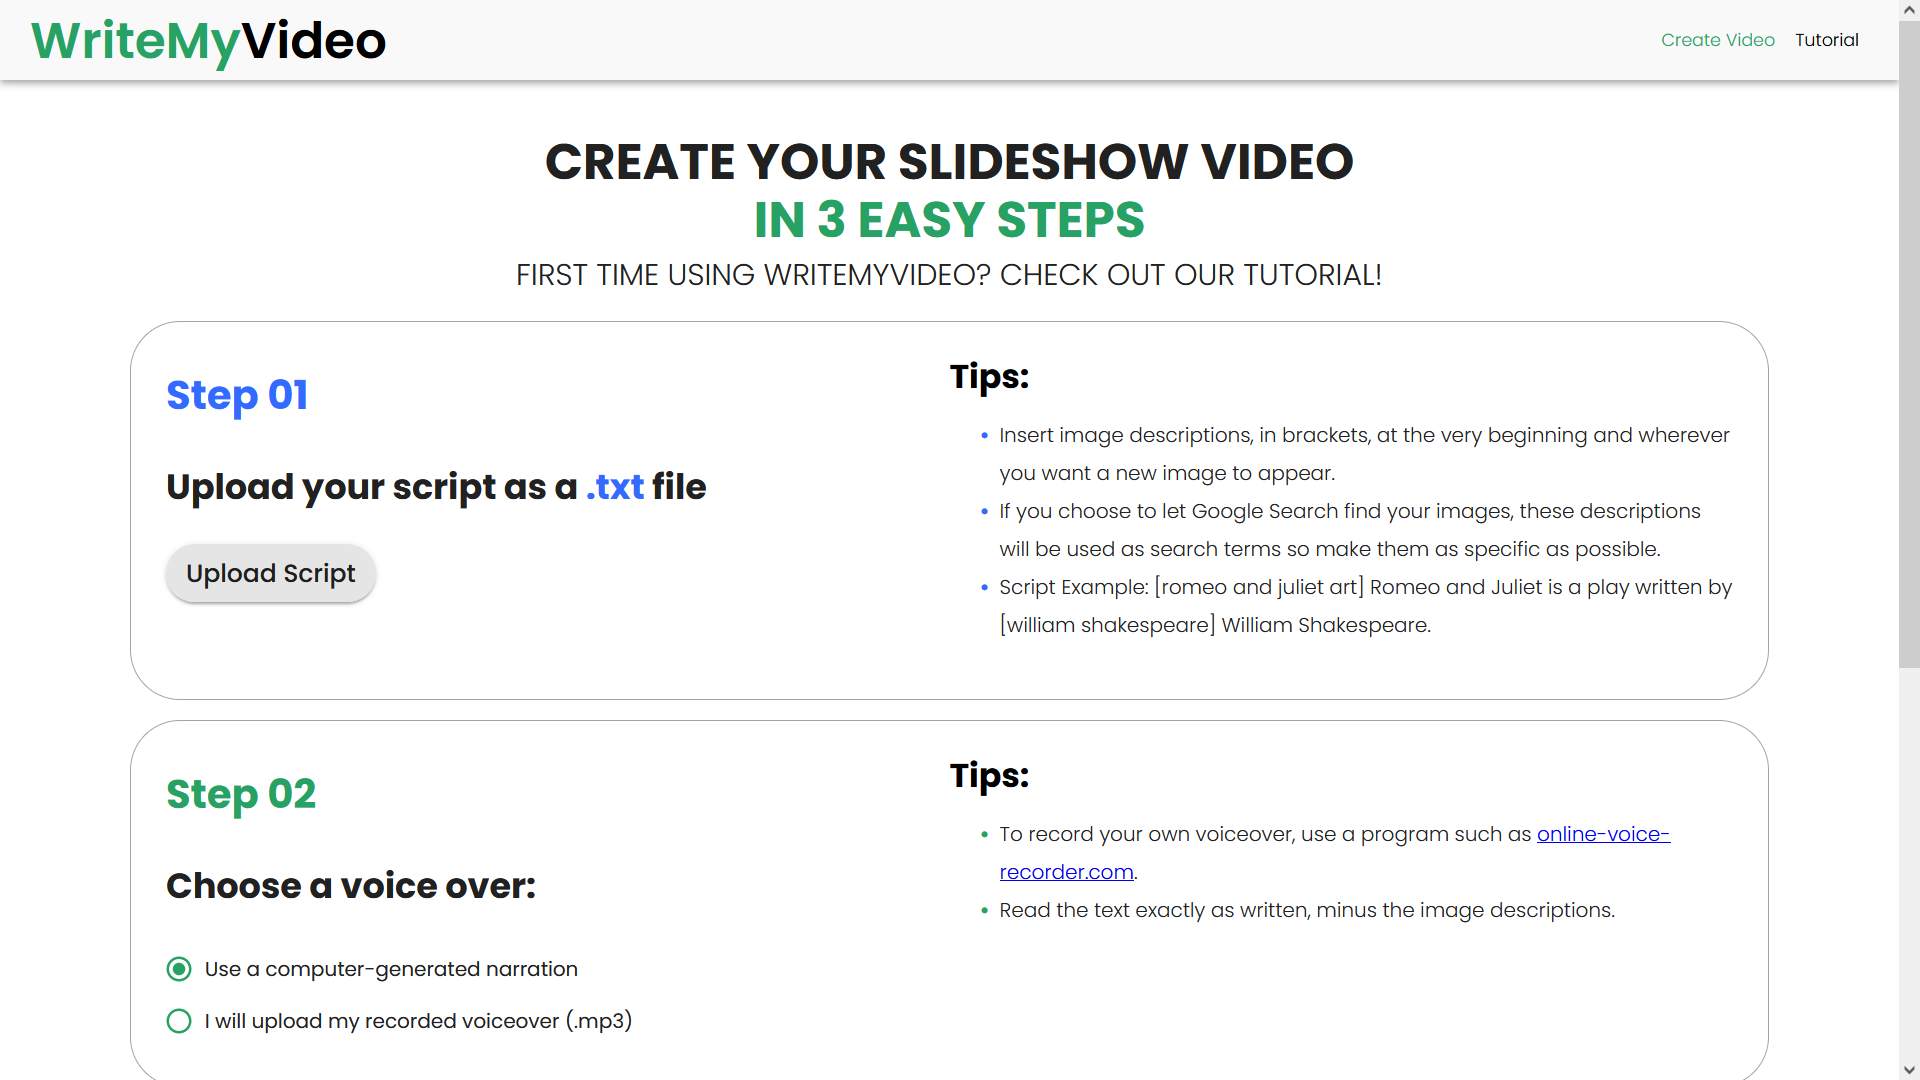 WriteMyVideo
Create Video
Tutorial
CREATE YOUR SLIDESHOW VIDEO
IN 3 EASY STEPS
FIRST TIME USING WRITEMYVIDEO? CHECK OUT OUR TUTORIAL!
Step 01
Upload your script as a .txt file
Upload Script
Tips:
Insert image descriptions, in brackets, at the very beginning and wherever
you want a new image to appear.
If you choose to let Google Search find your images, these descriptions
will be used as search terms so make them as specific as possible.
Script Example: [romeo and juliet art] Romeo and Juliet is a play written by
[william shakespeare] William Shakespeare.
Step 02
Choose a voice over:
Use a computer-generated narration
I will upload my recorded voiceover (.mp3)
Tips:
To record your own voiceover, use a program such as online-voice-
recorder.com.
Read the text exactly as written, minus the image descriptions.